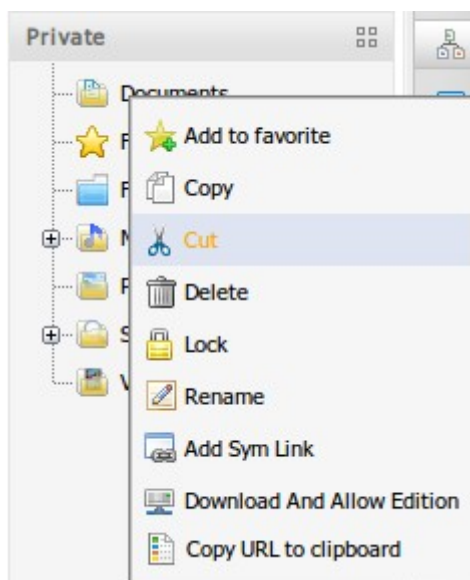 Private
Documents
Add to favorite
Copy
Cut
Delete
Lock
Rename
Add Sym Link
Download And Allow Edition
Copy URL to clipboard